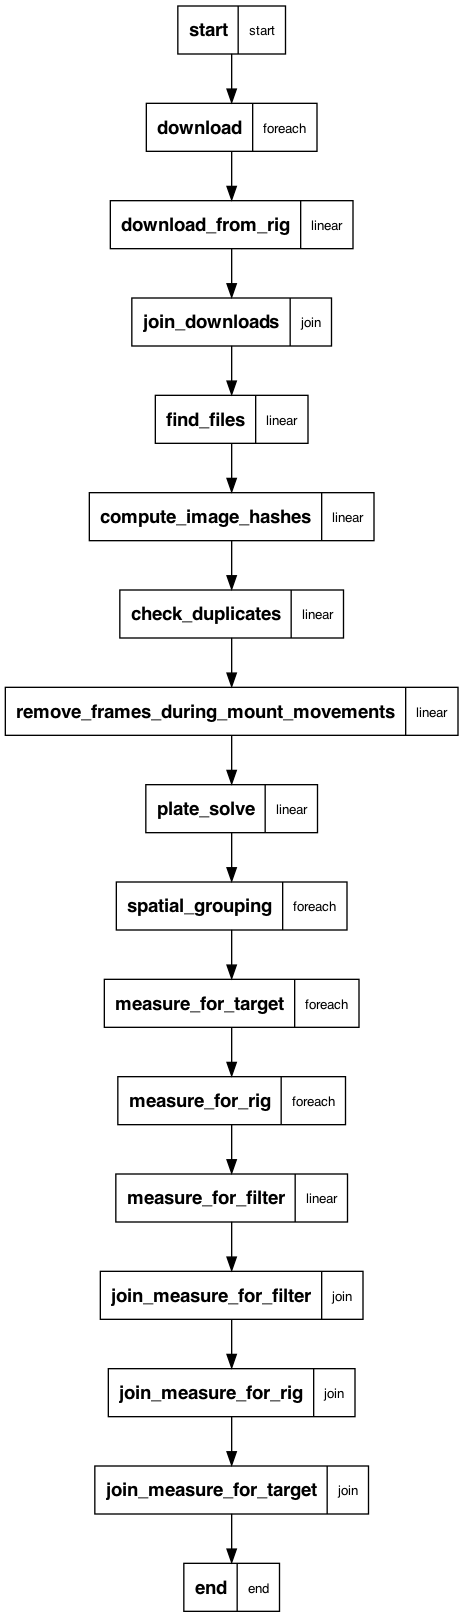 start start
download foreach
download_from_rig linear
join_downloads join
find_files linear
compute_image_hashes linear
check_duplicates linear
remove_frames_during_mount_movements linear
plate_solve linear
spatial_grouping foreach
measure_for_target foreach
measure_for_rig foreach
measure_for_filter linear
join_measure_for_filter join
join_measure_for_rig join
join_measure_for_target join
end end